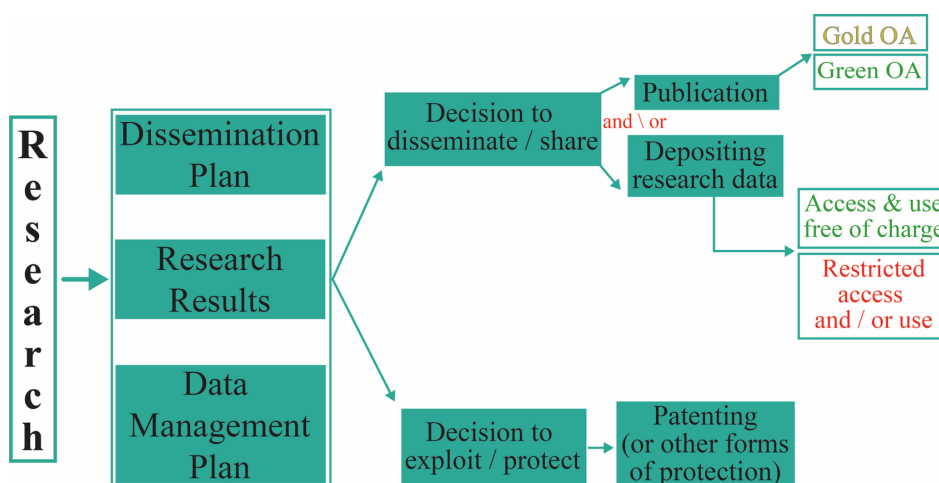 Research
Dissemination
Plan
Research
Results
Data
Management
Plan
Decision to
disseminate / share
and \ or
Publication
Gold OA
Green OA
Depositing
research data
Access & use
free of charge
Restricted
access
and / or use
Decision to
exploit / protect
Patenting
(or other forms
of protection)